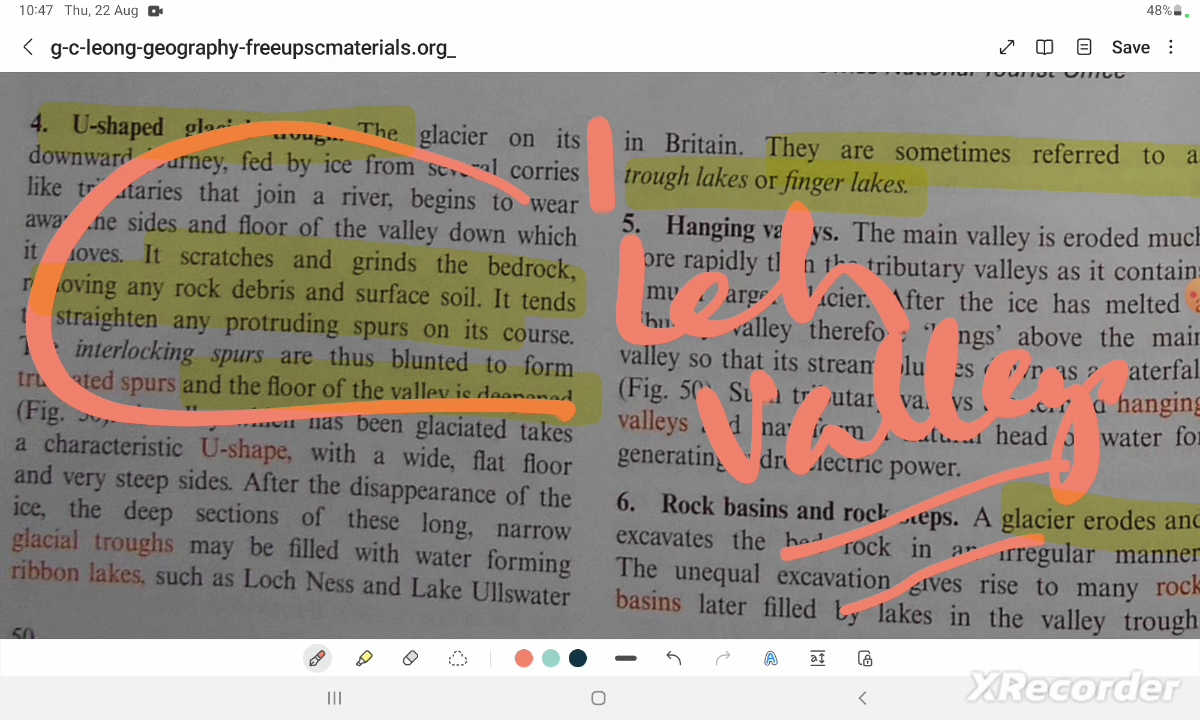 10:47 Thu, 22 Aug
48%
g-c-leong-geography-freeupscmaterials.org_
Save
4. U-shaped glacial trough. The glacier on its
downward journey, fed by ice from several corries
like tributaries that join a river, begins to wear
away the sides and floor of the valley down which
it moves. It scratches and grinds the bedrock,
removing any rock debris and surface soil. It tends
to straighten any protruding spurs on its course.
The interlocking spurs are thus blunted to form
truncated spurs and the floor of the valley is deepened
(Fig. which has been glaciated takes
a characteristic U-shape, with a wide, flat floor
and very steep sides. After the disappearance of the
ice, the deep sections of these long, narrow
glacial troughs may be filled with water forming
ribbon lakes, such as Loch Ness and Lake Ullswater
50
Swiss National Tourist Office
in Britain. They are sometimes referred to a
trough lakes or finger lakes.
5. Hanging valleys. The main valley is eroded much
more rapidly than the tributary valleys as it contain
much larger glacier. After the ice has melted a
valley therefore 'hangs' above the main
valley so that its stream plunges down as a waterfal
(Fig. 50) Such tributary valleys are termed hanging
valleys and may form a natural head of water for
generating hydroelectric power.
6. Rock basins and rock steps. A glacier erodes and
excavates the bed rock in an irregular manner
The unequal excavation gives rise to many rock
basins later filled by lakes in the valley trough
Leh
Valley
XRecorder